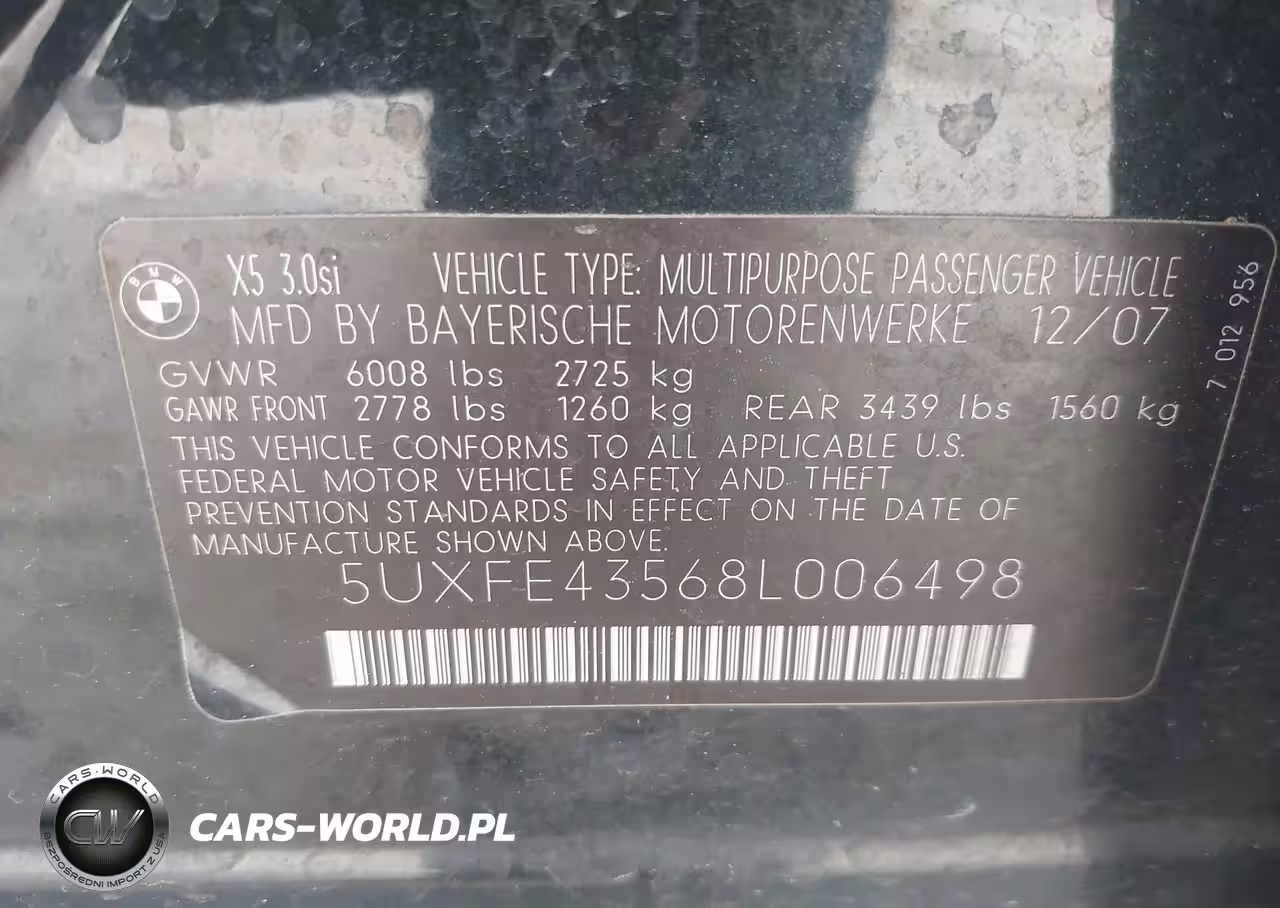 BMW
X5 3.0si VEHICLE TYPE: MULTIPURPOSE PASSENGER VEHICLE
MFD BY BAYERISCHE MOTORENWERKE 12/07
GVWR 6008 lbs 2725 kg
GAWR FRONT 2778 lbs 1260 kg REAR 3439 lbs 1560 kg
THIS VEHICLE CONFORMS TO ALL APPLICABLE U.S.
FEDERAL MOTOR VEHICLE SAFETY AND THEFT
PREVENTION STANDARDS IN EFFECT ON THE DATE OF
MANUFACTURE SHOWN ABOVE.
5UXFE43568L006498
7 012 956
CARS-WORLD
CW
BEZPOŚREDNI IMPORT Z USA
CARS-WORLD.PL